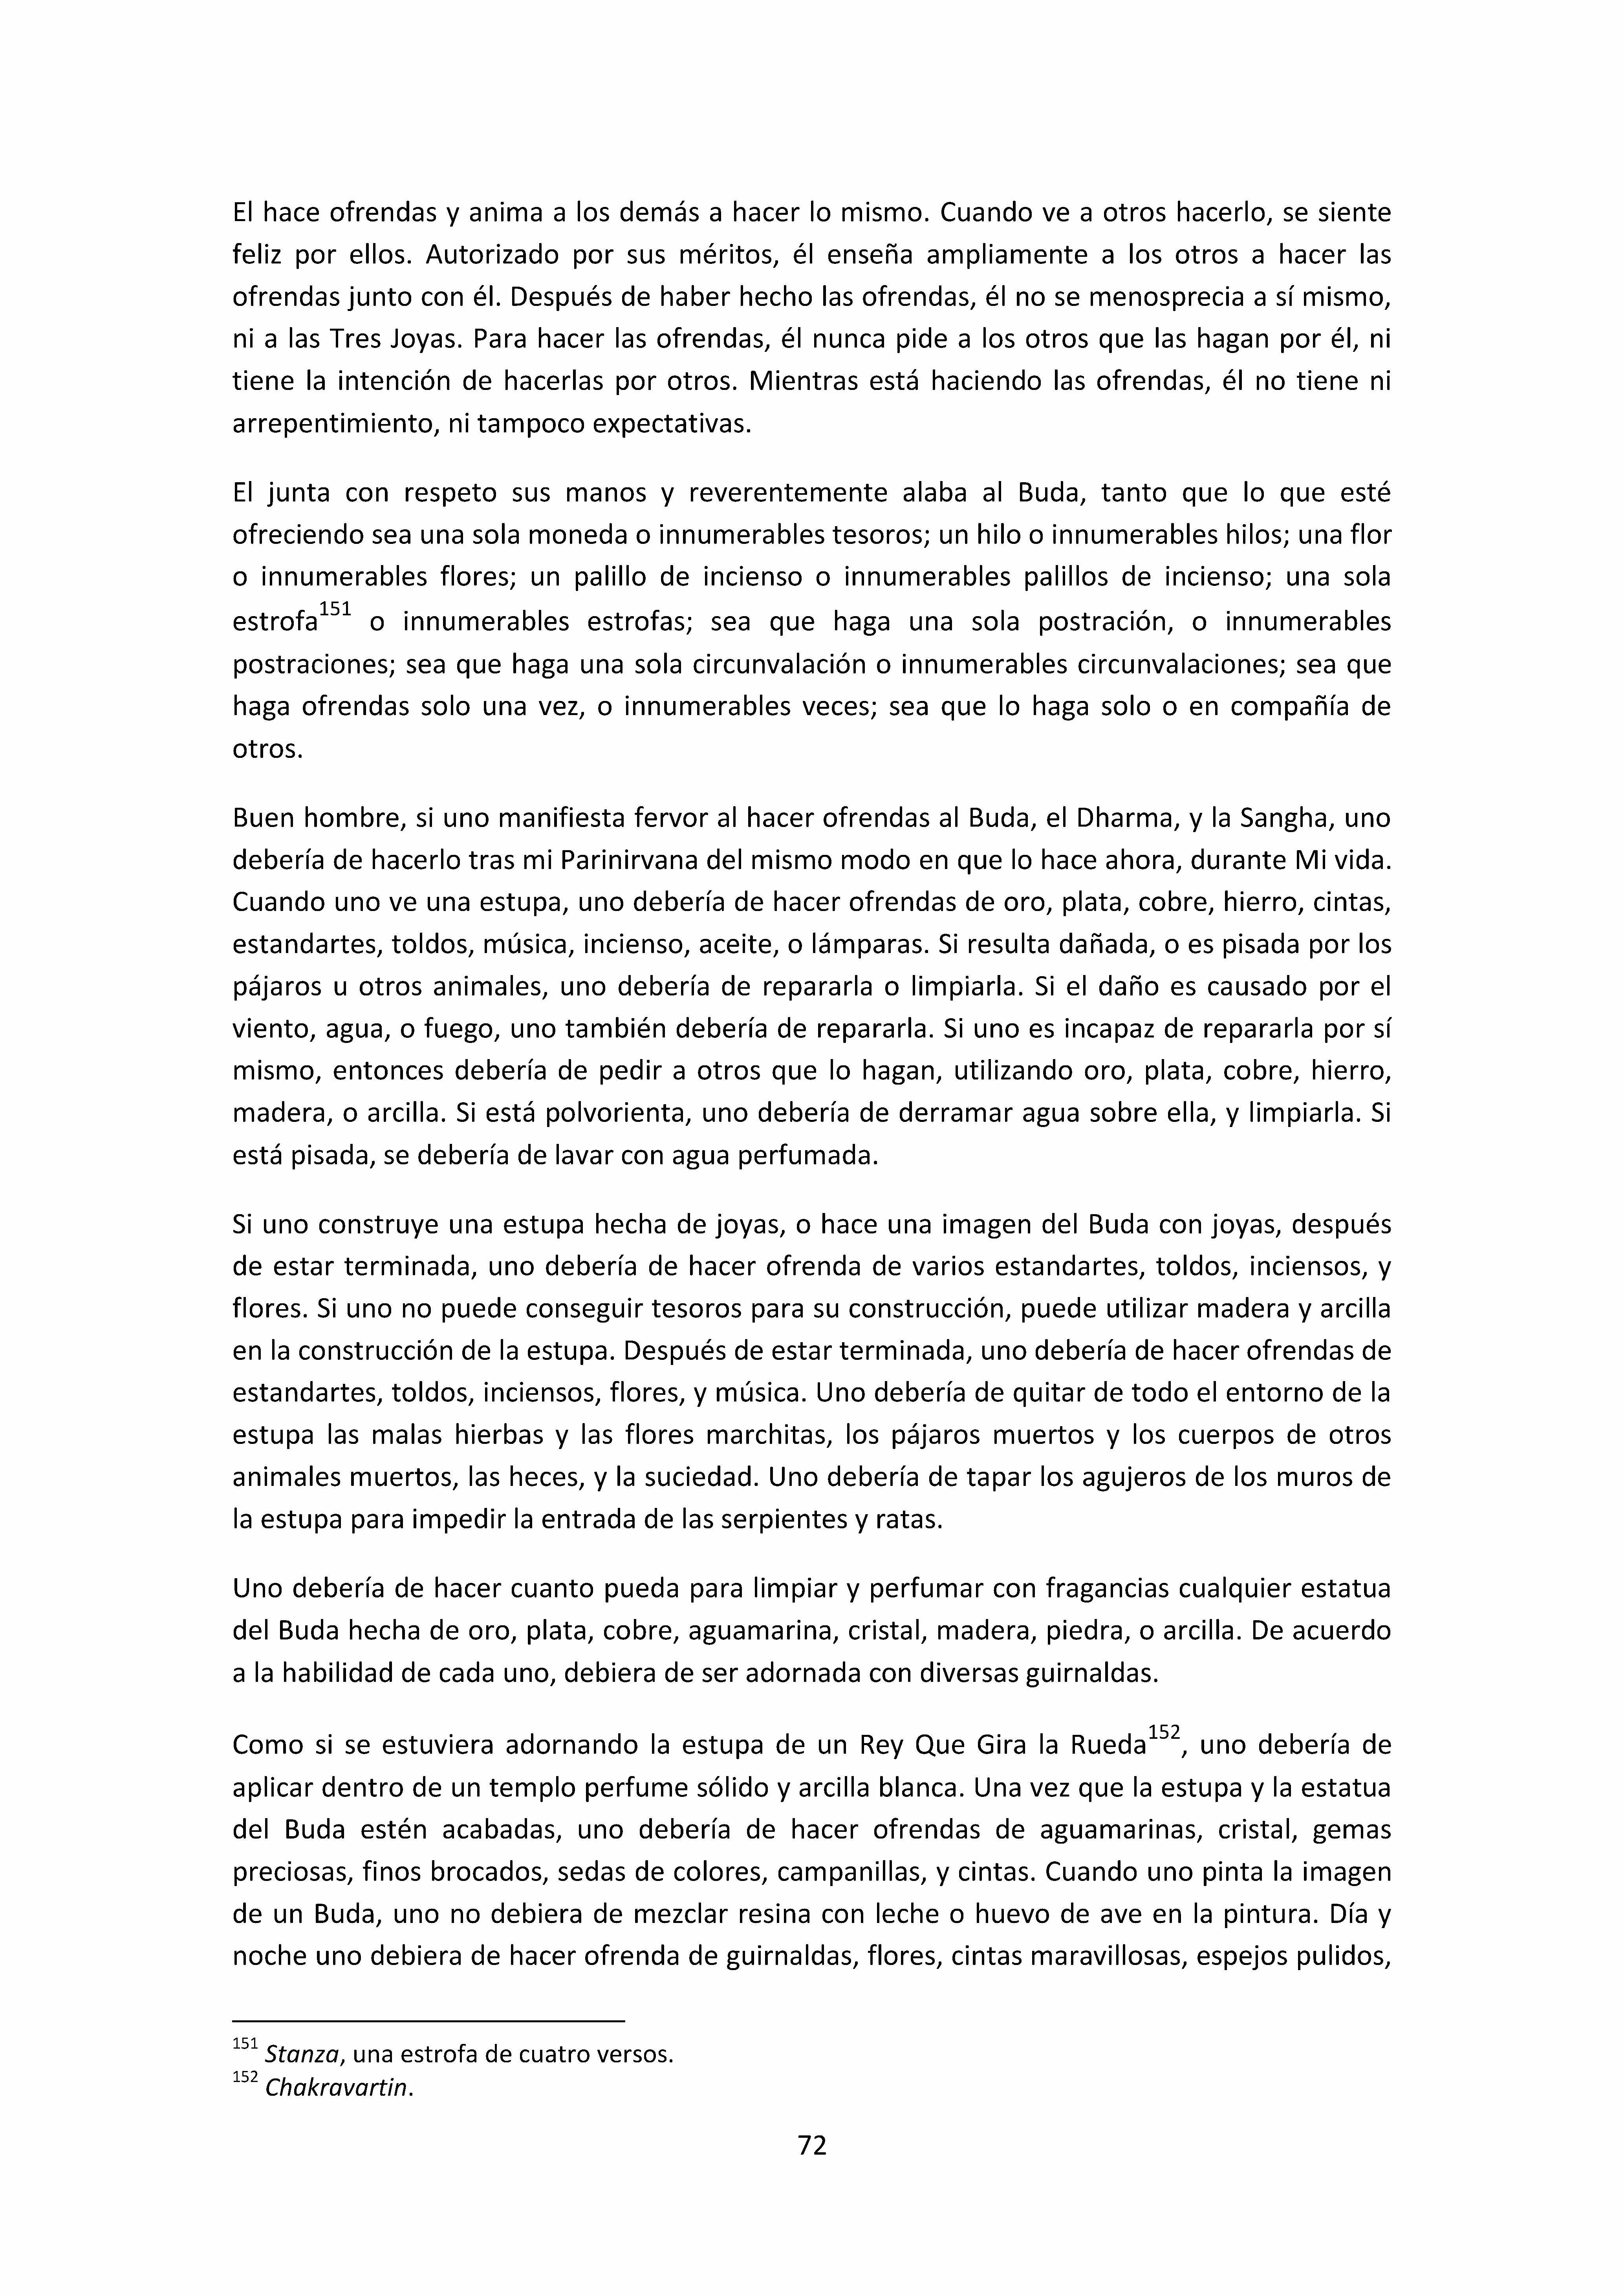 El hace ofrendas y anima a los demás a hacer lo mismo. Cuando ve a otros hacerlo, se siente
feliz por ellos. Autorizado por sus méritos, él enseña ampliamente a los otros a hacer las
ofrendas junto con él. Después de haber hecho las ofrendas, él no se menosprecia a sí mismo,
ni a las Tres Joyas. Para hacer las ofrendas, él nunca pide a los otros que las hagan por él, ni
tiene la intención de hacerlas por otros. Mientras está haciendo las ofrendas, él no tiene ni
arrepentimiento, ni tampoco expectativas.
El junta con respeto sus manos y reverentemente alaba al Buda, tanto que lo que esté
ofreciendo sea una sola moneda o innumerables tesoros; un hilo o innumerables hilos; una flor
o innumerables flores; un palillo de incienso o innumerables palillos de incienso; una sola
estrofa151 o innumerables estrofas; sea que haga una sola postración, o innumerables
postraciones; sea que haga una sola circunvalación o innumerables circunvalaciones; sea que
haga ofrendas solo una vez, o innumerables veces; sea que lo haga solo o en compañía de
otros.
Buen hombre, si uno manifiesta fervor al hacer ofrendas al Buda, el Dharma, y la Sangha, uno
debería de hacerlo tras mi Parinirvana del mismo modo en que lo hace ahora, durante Mi vida.
Cuando uno ve una estupa, uno debería de hacer ofrendas de oro, plata, cobre, hierro, cintas,
estandartes, toldos, música, incienso, aceite, o lámparas. Si resulta dañada, o es pisada por los
pájaros u otros animales, uno debería de repararla o limpiarla. Si el daño es causado por el
viento, agua, o fuego, uno también debería de repararla. Si uno es incapaz de repararla por sí
mismo, entonces debería de pedir a otros que lo hagan, utilizando oro, plata, cobre, hierro,
madera, o arcilla. Si está polvorienta, uno debería de derramar agua sobre ella, y limpiarla. Si
está pisada, se debería de lavar con agua perfumada.
Si uno construye una estupa hecha de joyas, o hace una imagen del Buda con joyas, después
de estar terminada, uno debería de hacer ofrenda de varios estandartes, toldos, inciensos, y
flores. Si uno no puede conseguir tesoros para su construcción, puede utilizar madera y arcilla
en la construcción de la estupa. Después de estar terminada, uno debería de hacer ofrendas de
estandartes, toldos, inciensos, flores, y música. Uno debería de quitar de todo el entorno de la
estupa las malas hierbas y las flores marchitas, los pájaros muertos y los cuerpos de otros
animales muertos, las heces, y la suciedad. Uno debería de tapar los agujeros de los muros de
la estupa para impedir la entrada de las serpientes y ratas.
Uno debería de hacer cuanto pueda para limpiar y perfumar con fragancias cualquier estatua
del Buda hecha de oro, plata, cobre, aguamarina, cristal, madera, piedra, o arcilla. De acuerdo
a la habilidad de cada uno, debiera de ser adornada con diversas guirnaldas.
Como si se estuviera adornando la estupa de un Rey Que Gira la Rueda152, uno debería de
aplicar dentro de un templo perfume sólido y arcilla blanca. Una vez que la estupa y la estatua
del Buda estén acabadas, uno debería de hacer ofrendas de aguamarinas, cristal, gemas
preciosas, finos brocados, sedas de colores, campanillas, y cintas. Cuando uno pinta la imagen
de un Buda, uno no debiera de mezclar resina con leche o huevo de ave en la pintura. Día y
noche uno debiera de hacer ofrenda de guirnaldas, flores, cintas maravillosas, espejos pulidos,
151 Stanza, una estrofa de cuatro versos.
152 Chakravartin.
72